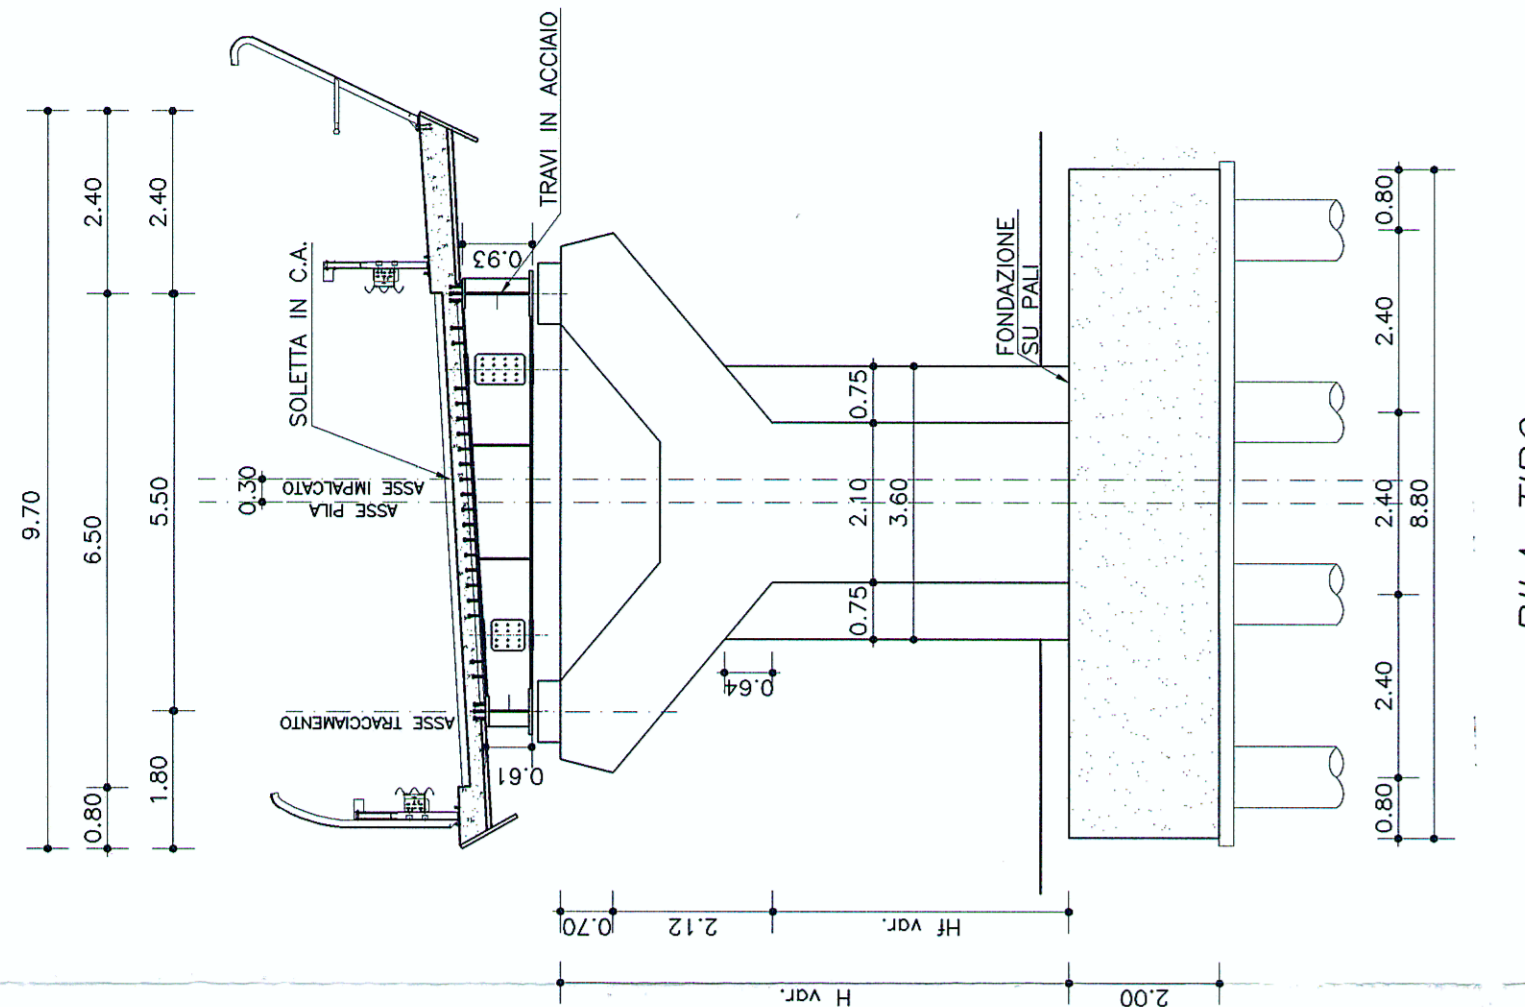 9.70
2.40
6.50
0.80
2.40
5.50
1.80
0.30
ASSE IMPALCATO
ASSE PILA
ASSE TRACCIAMENTO
SOLETTA IN C.A.
TRAVI IN ACCIAIO
0.93
0.61
0.64
0.75
2.10
0.75
3.60
FONDAZIONE
SU PALI
0.80
2.40
2.40
2.40
0.80
8.80
0.70
2.12
Hf var.
H var.
2.00